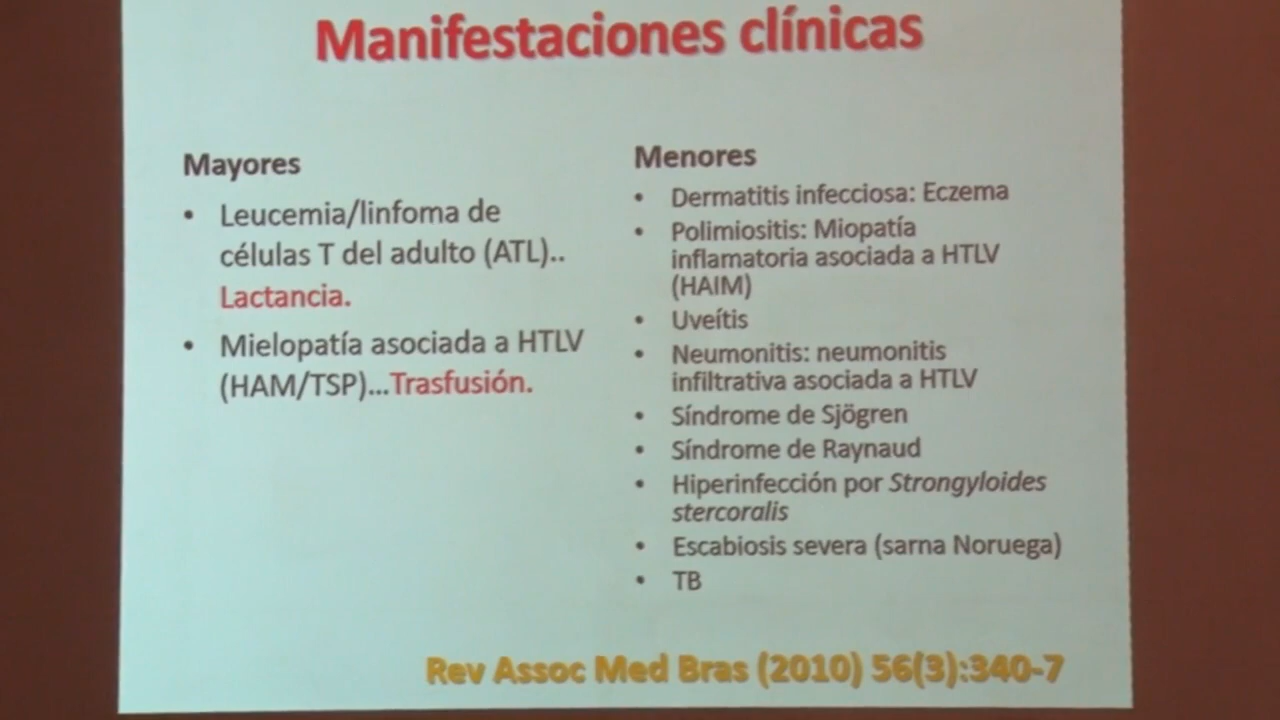 Manifestaciones clínicas
Mayores
• Leucemia/linfoma de
células T del adulto (ATL)..
Lactancia.
• Mielopatía asociada a HTLV
(HAM/TSP)...Trasfusión.
Menores
• Dermatitis infecciosa: Eczema
• Polimiositis: Miopatía
inflamatoria asociada a HTLV
(HAIM)
• Uveítis
• Neumonitis: neumonitis
infiltrativa asociada a HTLV
• Síndrome de Sjögren
• Síndrome de Raynaud
• Hiperinfección por Strongyloides
stercoralis
• Escabiosis severa (sarna Noruega)
• TB
Rev Assoc Med Bras (2010) 56(3):340-7